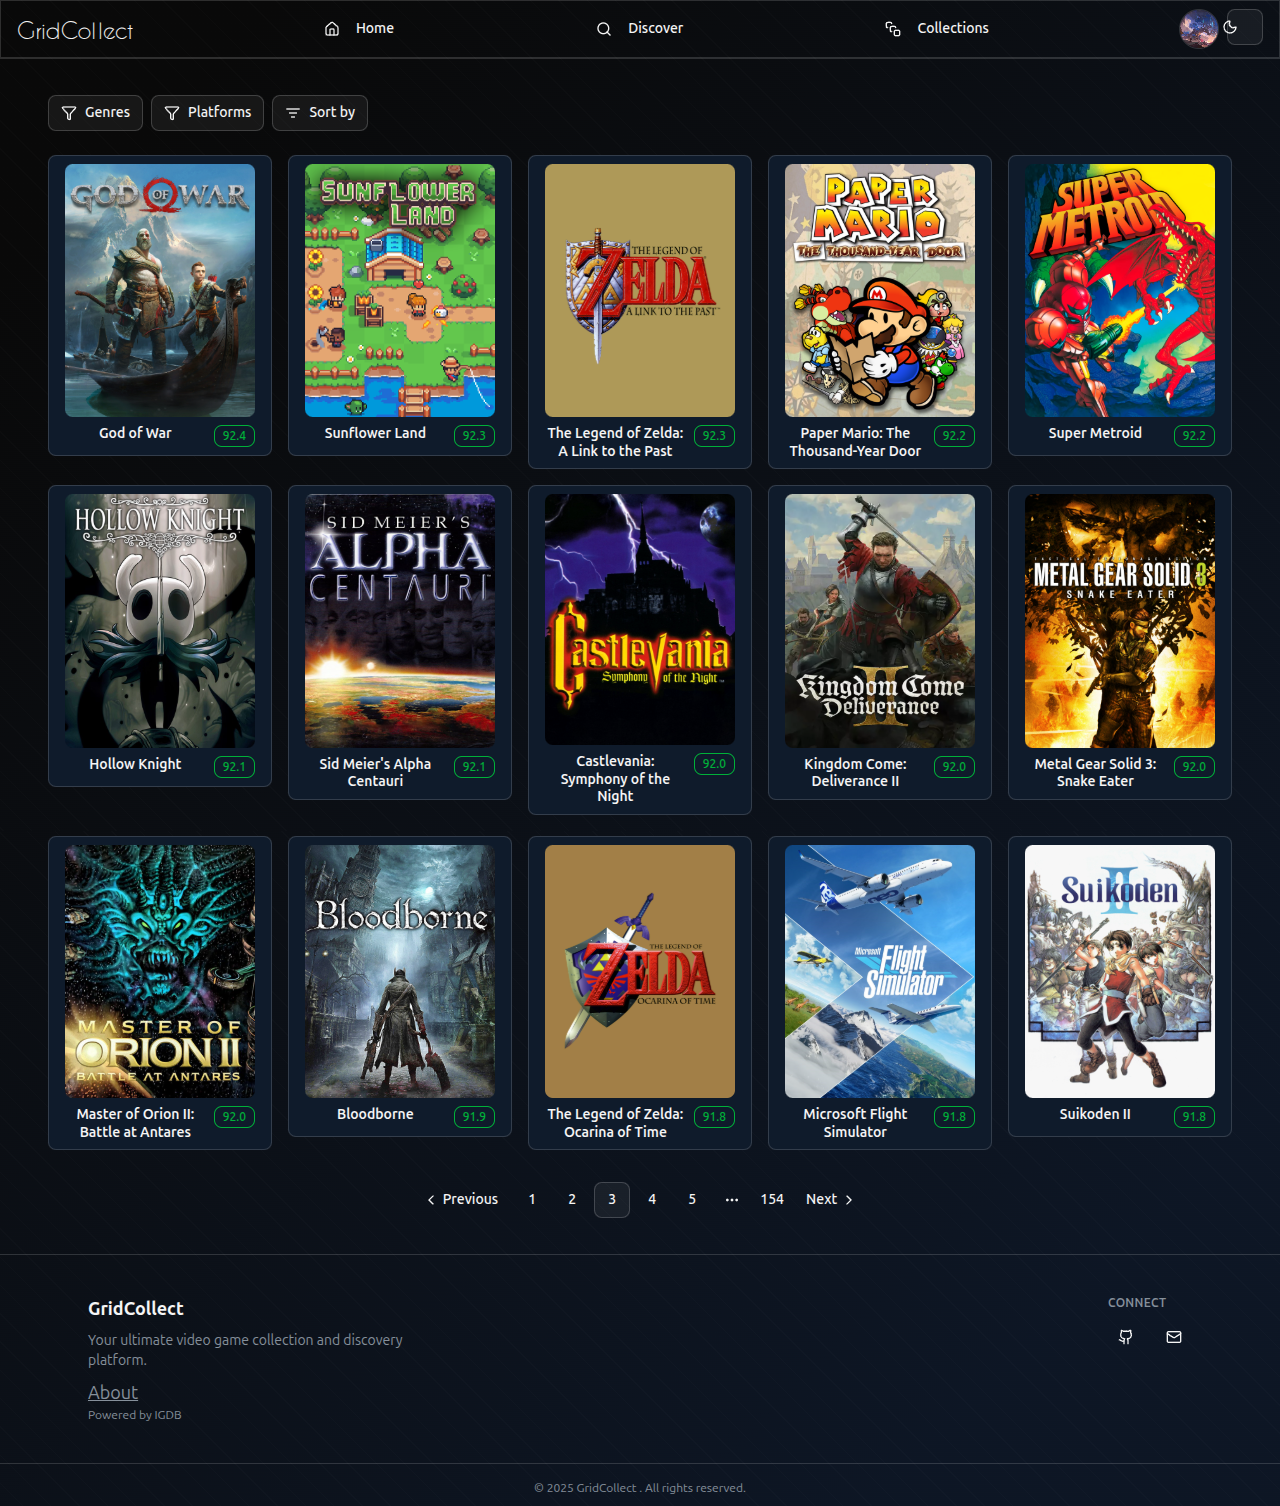 GridCollect
Home
Discover
Collections
Genres
Platforms
Sort by
GOD OF WAR
SUNFLOWER
LAND
THE LEGEND OF
ZELDA
A LINK TO THE PAST
PAPER
MARIO
THE THOUSAND-YEAR DOOR
SUPER
METROID
God of War
92.4
Sunflower Land
92.3
The Legend of Zelda:
A Link to the Past
92.3
Paper Mario: The
Thousand-Year Door
92.2
Super Metroid
92.2
HOLLOW KNIGHT
SID MEIER'S
ALPHA
CENTAURI
Castlevania
Symphony of the Night
Kingdom Come
Deliverance
II
METAL GEAR SOLID 3
SNAKE EATER
Hollow Knight
92.1
Sid Meier's Alpha
Centauri
92.1
Castlevania:
Symphony of the
Night
92.0
Kingdom Come:
Deliverance II
92.0
Metal Gear Solid 3:
Snake Eater
92.0
MASTER OF
ORION II
BATTLE AT ANTARES
Bloodborne
THE LEGEND OF
ZELDA
OCARINA OF TIME
Microsoft
Flight
Simulator
Suikoden
II
Master of Orion II:
Battle at Antares
92.0
Bloodborne
91.9
The Legend of Zelda:
Ocarina of Time
91.8
Microsoft Flight
Simulator
91.8
Suikoden II
91.8
Previous
1
2
3
4
5
···
154
Next
GridCollect
Your ultimate video game collection and discovery
platform.
About
Powered by IGDB
CONNECT
© 2025 GridCollect . All rights reserved.